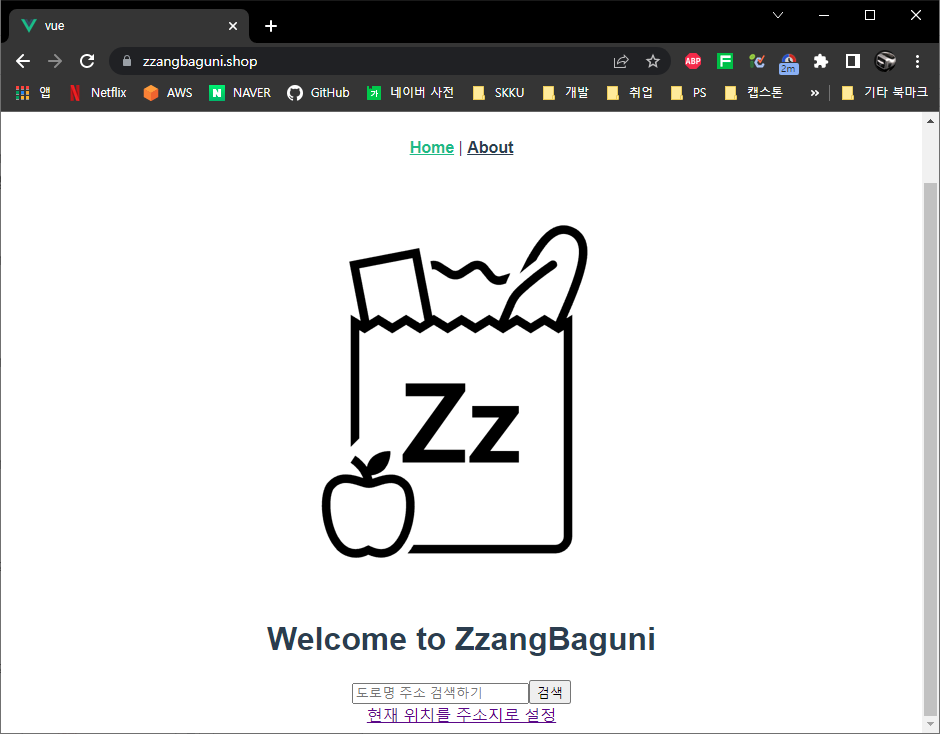 vue
zzangbaguni.shop
ABP
2m
앱 Netflix AWS NAVER GitHub 네이버 사전 SKKU 개발 취업 PS 캡스톤 » 기타 북마크
Home | About
Zz
Welcome to ZzangBaguni
도로명 주소 검색하기 검색
현재 위치를 주소지로 설정